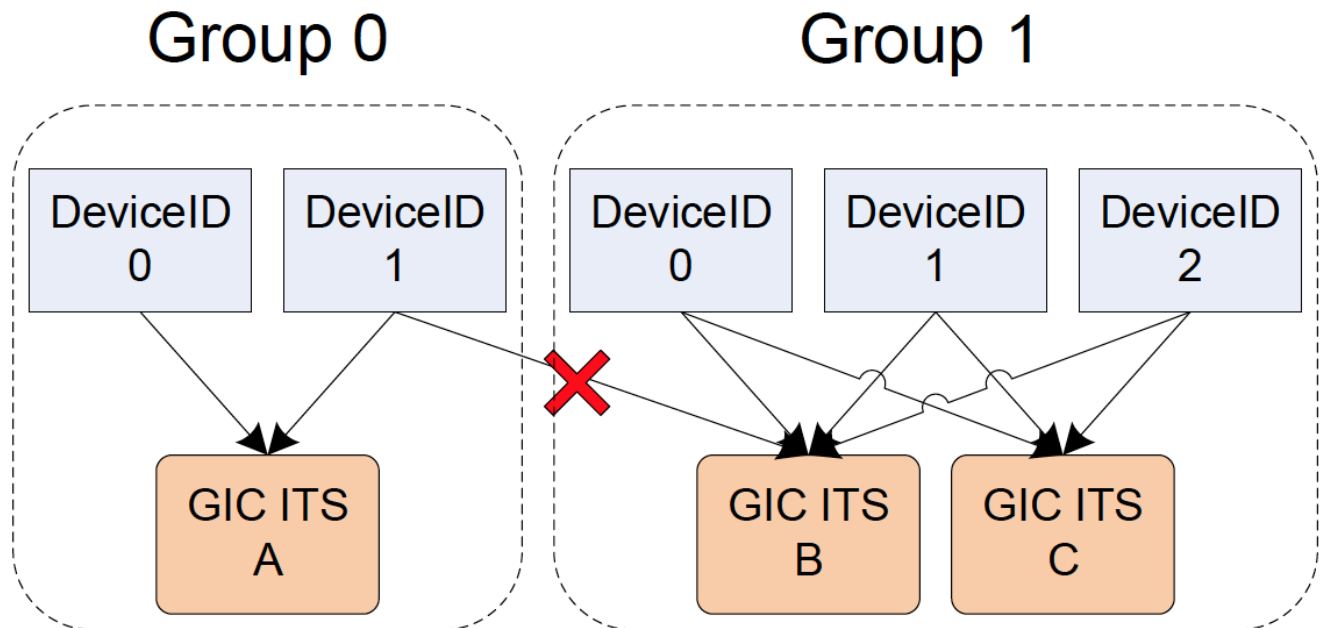 Group 0
Group 1
DeviceID
0
DeviceID
1
DeviceID
0
DeviceID
1
DeviceID
2
GIC ITS
A
GIC ITS
B
GIC ITS
C